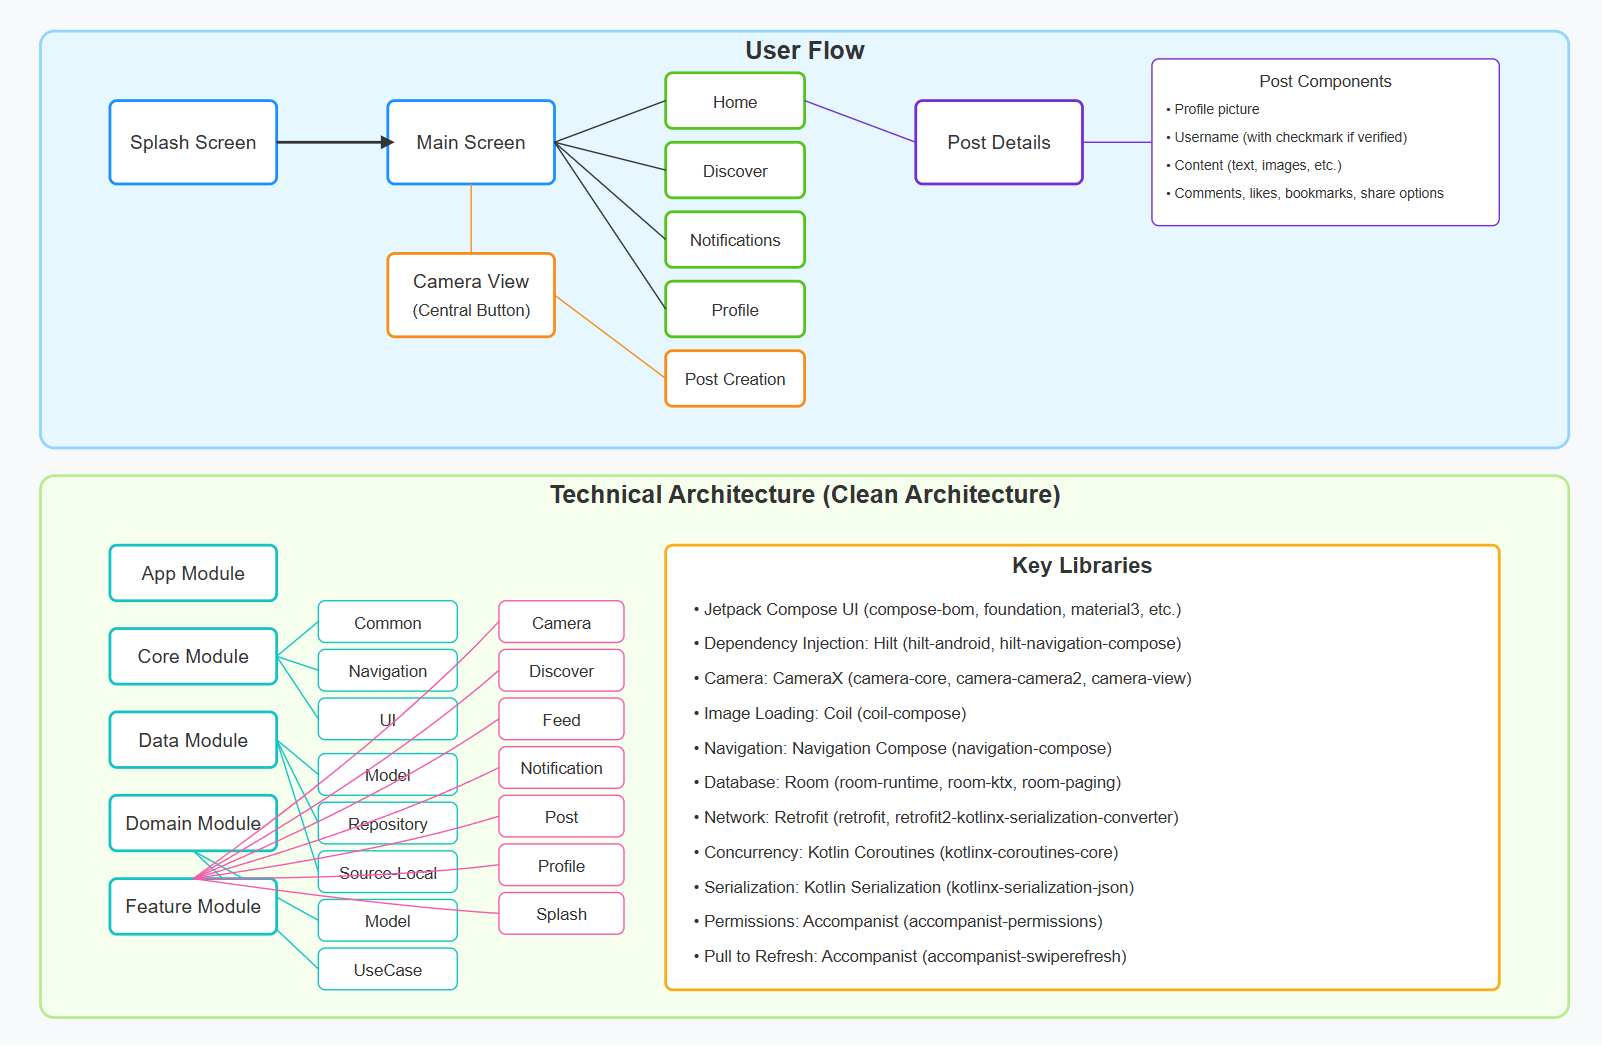 User Flow
Splash Screen
Main Screen
Camera View
(Central Button)
Home
Discover
Notifications
Profile
Post Creation
Post Details
Post Components
• Profile picture
• Username (with checkmark if verified)
• Content (text, images, etc.)
• Comments, likes, bookmarks, share options
Technical Architecture (Clean Architecture)
App Module
Core Module
Data Module
Domain Module
Feature Module
Common
Navigation
UI
Model
Repository
Source-Local
Model
UseCase
Camera
Discover
Feed
Notification
Post
Profile
Splash
Key Libraries
• Jetpack Compose UI (compose-bom, foundation, material3, etc.)
• Dependency Injection: Hilt (hilt-android, hilt-navigation-compose)
• Camera: CameraX (camera-core, camera-camera2, camera-view)
• Image Loading: Coil (coil-compose)
• Navigation: Navigation Compose (navigation-compose)
• Database: Room (room-runtime, room-ktx, room-paging)
• Network: Retrofit (retrofit, retrofit2-kotlinx-serialization-converter)
• Concurrency: Kotlin Coroutines (kotlinx-coroutines-core)
• Serialization: Kotlin Serialization (kotlinx-serialization-json)
• Permissions: Accompanist (accompanist-permissions)
• Pull to Refresh: Accompanist (accompanist-swiperefresh)